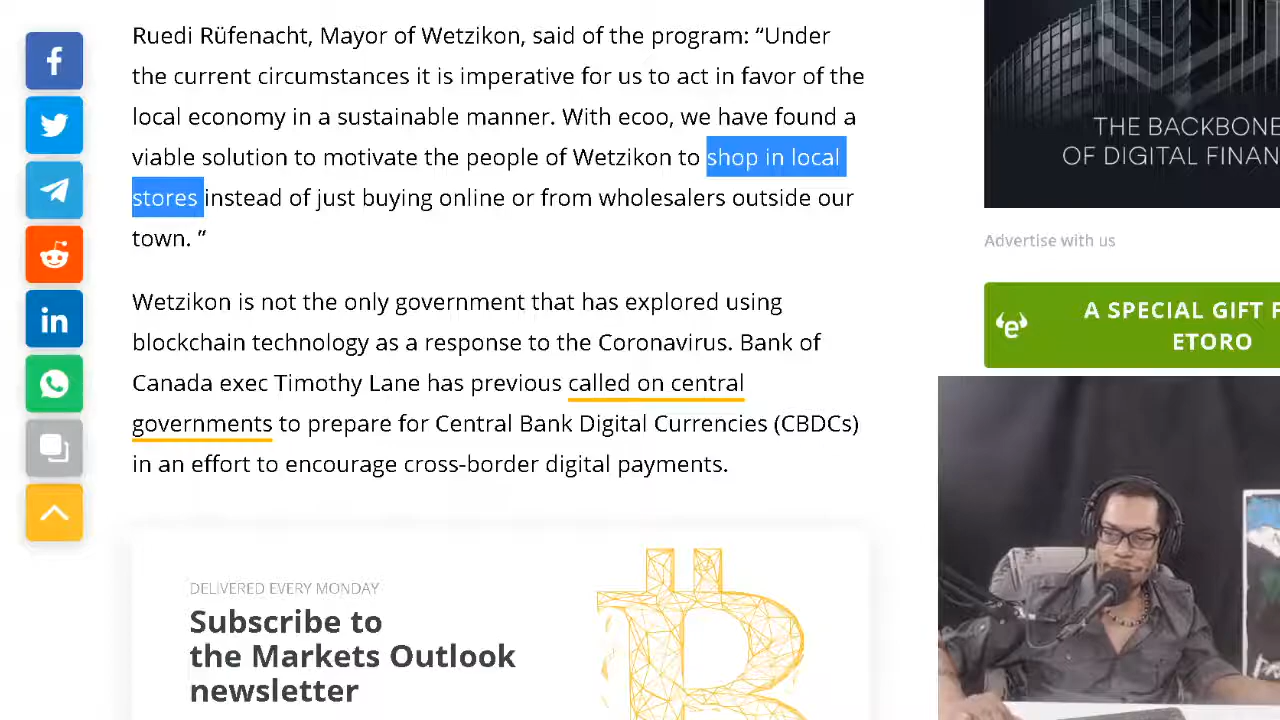 Ruedi Rüfenacht, Mayor of Wetzikon, said of the program: “Under
the current circumstances it is imperative for us to act in favor of the
local economy in a sustainable manner. With ecoo, we have found a
viable solution to motivate the people of Wetzikon to shop in local
stores instead of just buying online or from wholesalers outside our
town. ”
Wetzikon is not the only government that has explored using
blockchain technology as a response to the Coronavirus. Bank of
Canada exec Timothy Lane has previous called on central
governments to prepare for Central Bank Digital Currencies (CBDCs)
in an effort to encourage cross-border digital payments.
DELIVERED EVERY MONDAY
Subscribe to
the Markets Outlook
newsletter
THE BACKBONE
OF DIGITAL FINAN
Advertise with us
A SPECIAL GIFT F
ETORO